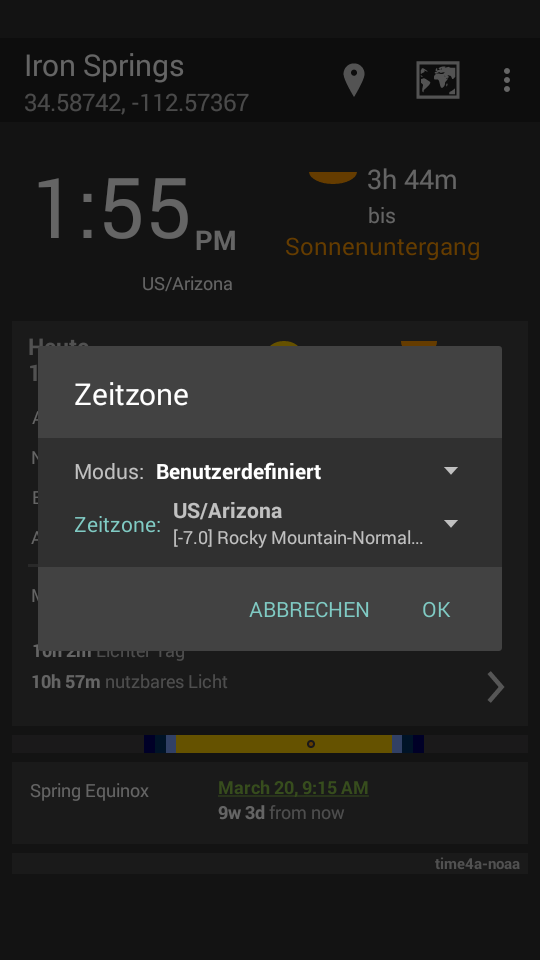 Iron Springs
34.58742, -112.57367
1:55 PM
US/Arizona
3h 44m
bis
Sonnenuntergang
Zeitzone
Modus: Benutzerdefiniert
Zeitzone: US/Arizona
[-7.0] Rocky Mountain-Normal...
ABBRECHEN OK
10h 2m Lichter Tag
10h 57m nutzbares Licht
Spring Equinox
March 20, 9:15 AM
9w 3d from now
time4a-noaa